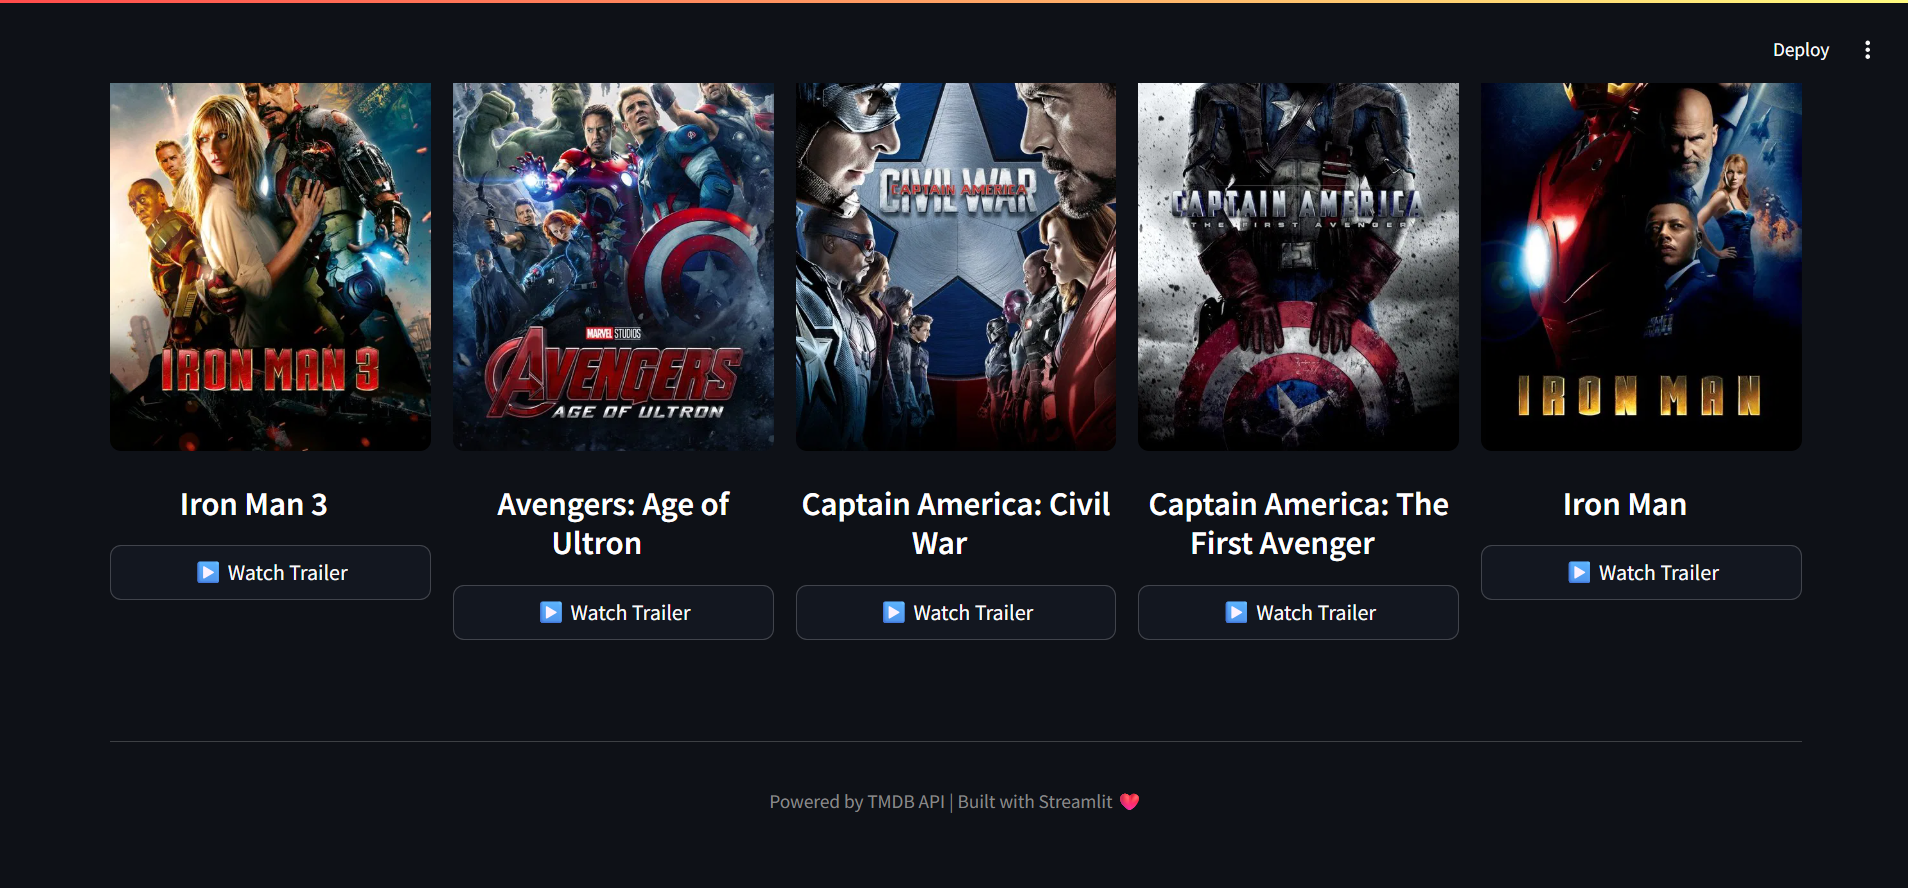 Deploy
IRON MAN 3
MARVEL STUDIOS
AVENGERS
AGE OF ULTRON
CIVIL WAR
CAPTAIN AMERICA
CAPTAIN AMERICA
THE FIRST AVENGER
IRON MAN
Iron Man 3
Avengers: Age of
Ultron
Captain America: Civil
War
Captain America: The
First Avenger
Iron Man
Watch Trailer
Watch Trailer
Watch Trailer
Watch Trailer
Watch Trailer
Powered by TMDB API | Built with Streamlit